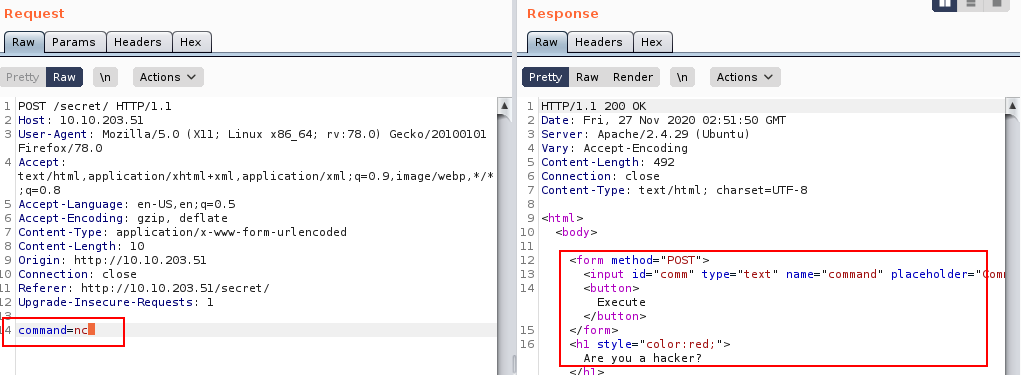 Request
Raw Params Headers Hex
Pretty Raw \n Actions
1 POST /secret/ HTTP/1.1
2 Host: 10.10.203.51
3 User-Agent: Mozilla/5.0 (X11; Linux x86_64; rv:78.0) Gecko/20100101
Firefox/78.0
4 Accept:
text/html,application/xhtml+xml,application/xml;q=0.9,image/webp,*/*
;q=0.8
5 Accept-Language: en-US,en;q=0.5
6 Accept-Encoding: gzip, deflate
7 Content-Type: application/x-www-form-urlencoded
8 Content-Length: 10
9 Origin: http://10.10.203.51
10 Connection: close
11 Referer: http://10.10.203.51/secret/
12 Upgrade-Insecure-Requests: 1
13
14 command=nc
Response
Raw Headers Hex
Pretty Raw Render \n Actions
1 HTTP/1.1 200 OK
2 Date: Fri, 27 Nov 2020 02:51:50 GMT
3 Server: Apache/2.4.29 (Ubuntu)
4 Vary: Accept-Encoding
5 Content-Length: 492
6 Connection: close
7 Content-Type: text/html; charset=UTF-8
8
9 <html>
10 <body>
11
12 <form method="POST">
13 <input id="comm" type="text" name="command" placeholder="Com
14 <button>
Execute
</button>
15 </form>
16 <h1 style="color:red;">
Are you a hacker?
</h1>